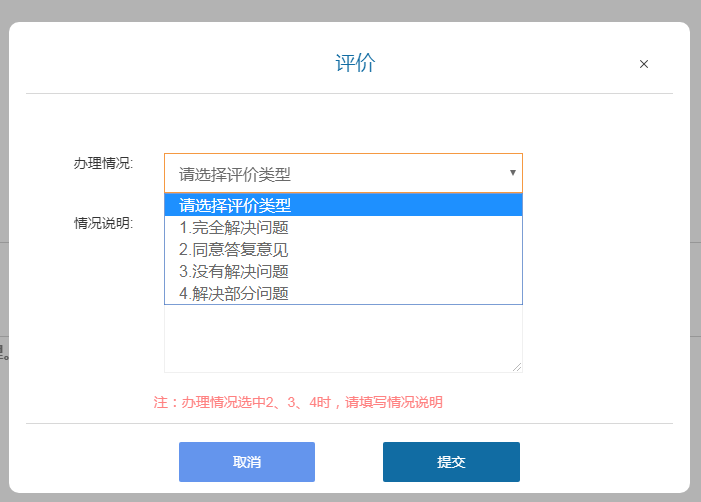 评价
×
办理情况:
请选择评价类型
请选择评价类型
1.完全解决问题
2.同意答复意见
3.没有解决问题
4.解决部分问题
情况说明:
注：办理情况选中2、3、4时，请填写情况说明
取消
提交